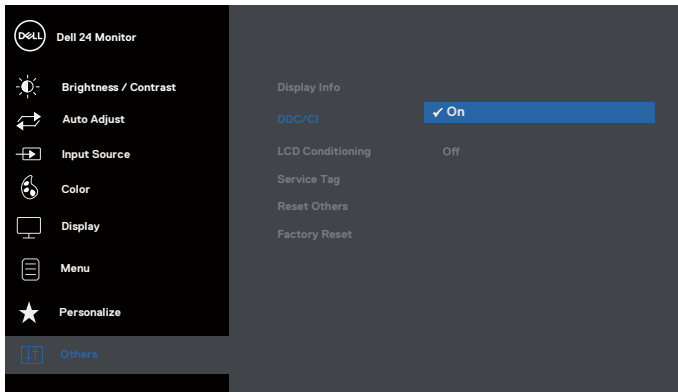 DELL
Dell 24 Monitor
Brightness / Contrast
Auto Adjust
Input Source
Color
Display
Menu
Personalize
Others
Display Info
DDC/CI
✓ On
LCD Conditioning
Off
Service Tag
Reset Others
Factory Reset